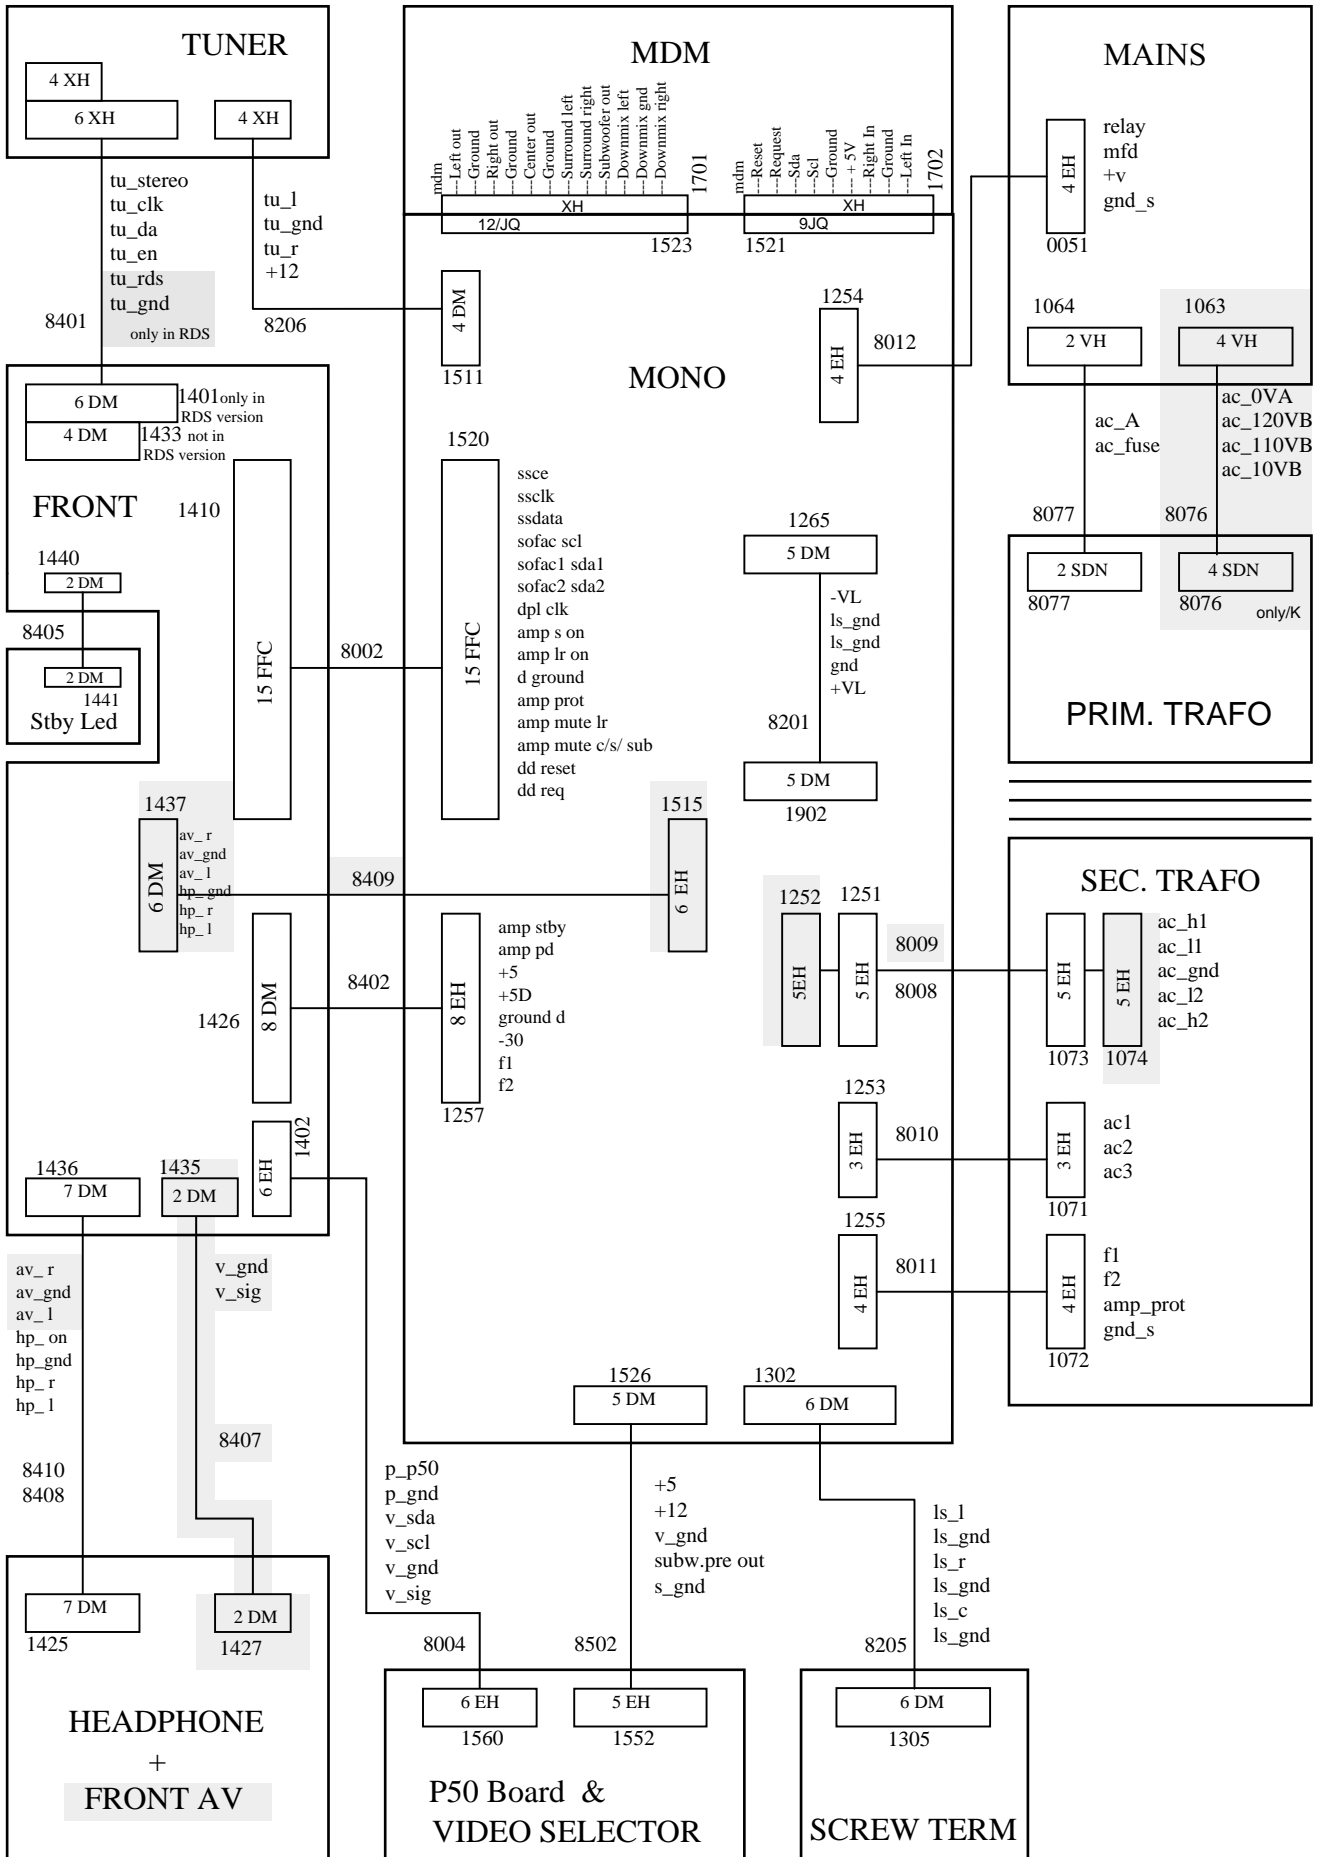 TUNER
4 XH
6 XH
4 XH
tu_stereo
tu_clk
tu_da
tu_en
tu_rds
tu_gnd
only in RDS
8401
tu_l
tu_gnd
tu_r
+12
8206
MDM
mdm
---Left out
---Ground
---Right out
---Ground
---Center out
---Ground
---Surround left
---Surround right
---Subwoofer out
---Downmix left
---Downmix gnd
---Downmix right
1701
XH
12/JQ
1523
mdm
---Reset
---Request
---Sda
---Scl
---Ground
---+ 5V
---Right In
---Ground
---Left In
1702
XH
9JQ
1521
MAINS
4 EH
0051
relay
mfd
+v
gnd_s
1064
2 VH
1063
4 VH
ac_A
ac_fuse
ac_0VA
ac_120VB
ac_110VB
ac_10VB
8077
8076
2 SDN
8077
4 SDN
8076
only/K
PRIM. TRAFO
6 DM
1401 only in
RDS version
4 DM
1433 not in
RDS version
FRONT
1410
15 FFC
1440
2 DM
8405
2 DM
1441
Stby Led
8002
MONO
4 DM
1511
1254
4 EH
8012
1520
15 FFC
ssce
ssclk
ssdata
sofac scl
sofac1 sda1
sofac2 sda2
dpl clk
amp s on
amp lr on
d ground
amp prot
amp mute lr
amp mute c/s/ sub
dd reset
dd req
1265
5 DM
-VL
ls_gnd
ls_gnd
gnd
+VL
8201
5 DM
1902
1437
6 DM
av_ r
av_gnd
av_ l
hp_ gnd
hp_ r
hp_ l
8409
1515
6 EH
1426
8 DM
8402
8 EH
1257
amp stby
amp pd
+5
+5D
ground d
-30
f1
f2
1252
5EH
1251
5 EH
8009
8008
SEC. TRAFO
5 EH
1073
5 EH
1074
ac_h1
ac_l1
ac_gnd
ac_l2
ac_h2
1253
3 EH
8010
3 EH
1071
ac1
ac2
ac3
1255
4 EH
8011
4 EH
1072
f1
f2
amp_prot
gnd_s
1402
6 EH
1436
7 DM
1435
2 DM
av_ r
av_gnd
av_ l
hp_ on
hp_gnd
hp_ r
hp_ l
8410
8408
v_gnd
v_sig
8407
7 DM
1425
2 DM
1427
HEADPHONE
+
FRONT AV
p_p50
p_gnd
v_sda
v_scl
v_gnd
v_sig
8004
1526
5 DM
+5
+12
v_gnd
subw.pre out
s_gnd
8502
6 EH
1560
5 EH
1552
P50 Board &
VIDEO SELECTOR
1302
6 DM
ls_l
ls_gnd
ls_r
ls_gnd
ls_c
ls_gnd
8205
6 DM
1305
SCREW TERM